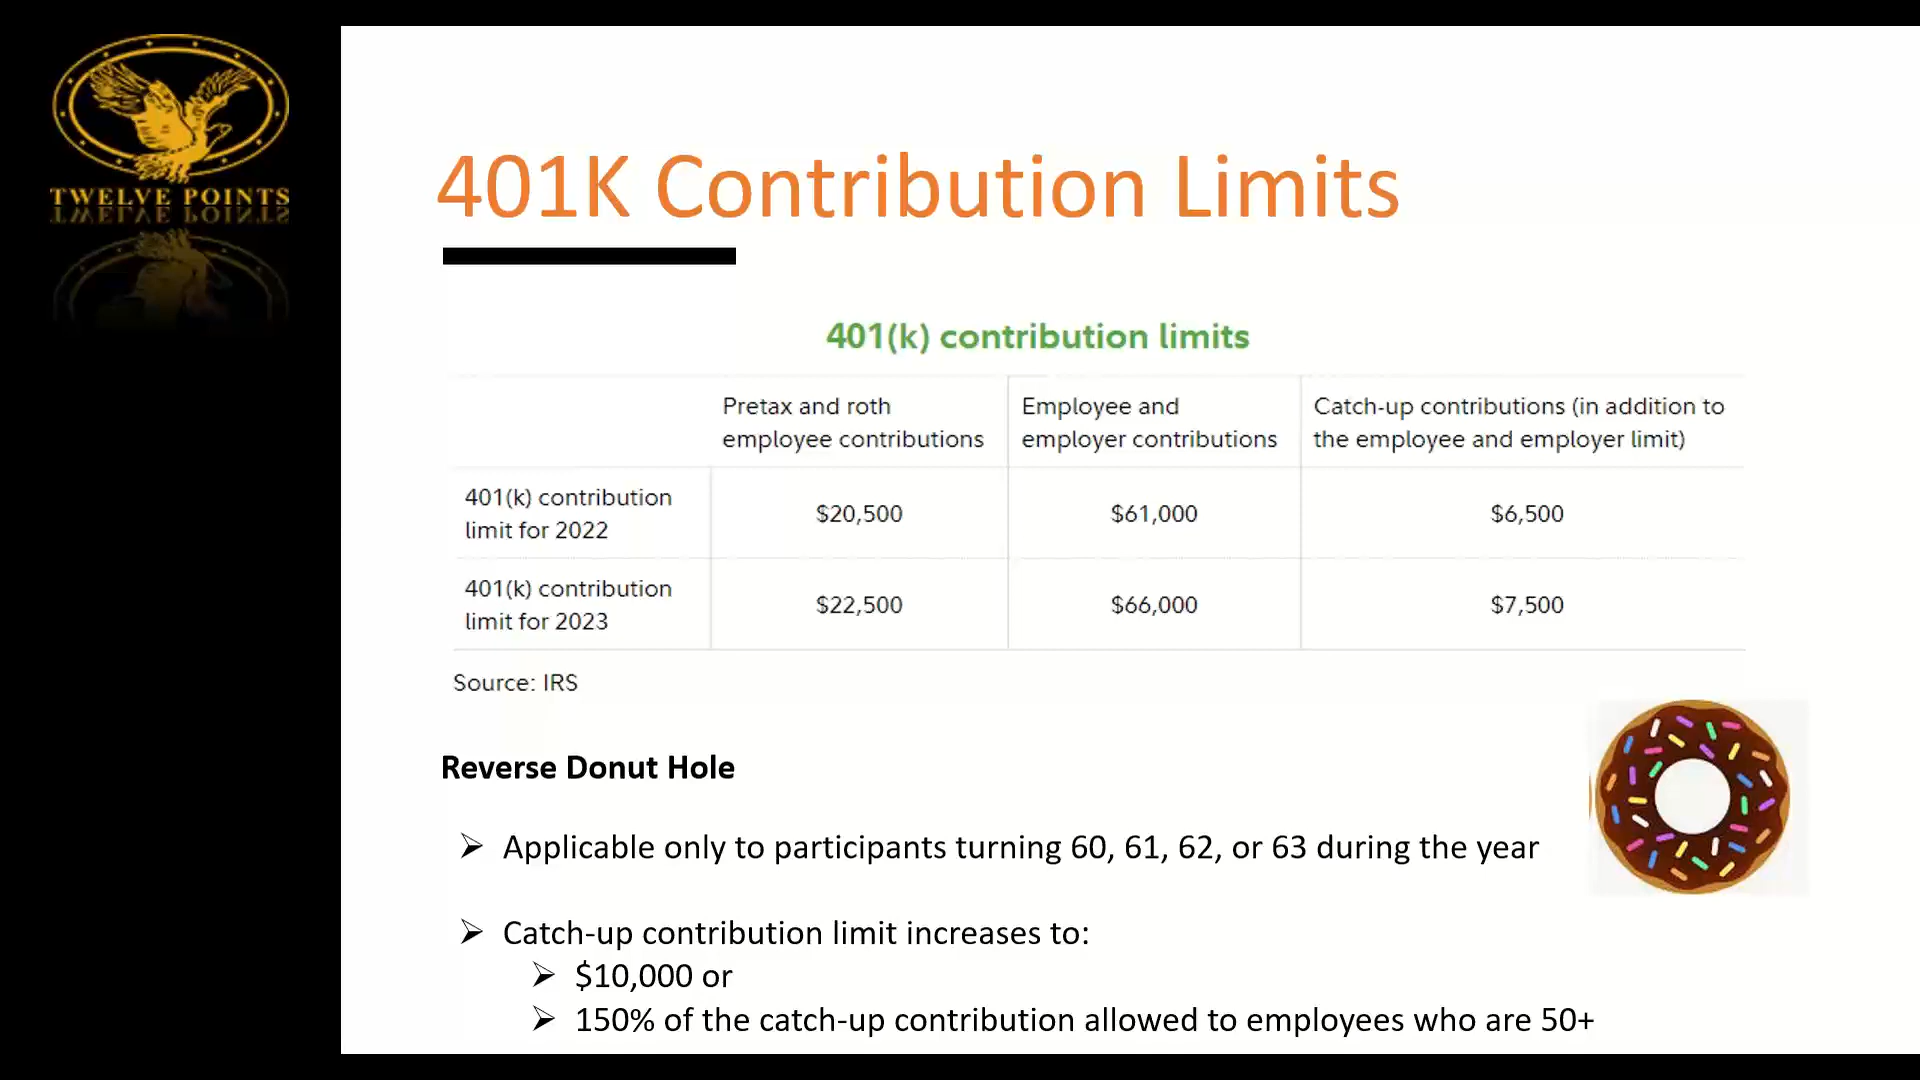 TWELVE POINTS
401K Contribution Limits
401(k) contribution limits
Pretax and roth
employee contributions
Employee and
employer contributions
Catch-up contributions (in addition to
the employee and employer limit)
401(k) contribution
limit for 2022
$20,500
$61,000
$6,500
401(k) contribution
limit for 2023
$22,500
$66,000
$7,500
Source: IRS
Reverse Donut Hole
➢ Applicable only to participants turning 60, 61, 62, or 63 during the year
➢ Catch-up contribution limit increases to:
➢ $10,000 or
➢ 150% of the catch-up contribution allowed to employees who are 50+